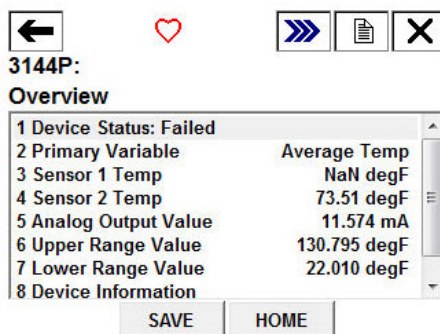 3144P:
Overview
1 Device Status: Failed
2 Primary Variable Average Temp
3 Sensor 1 Temp NaN degF
4 Sensor 2 Temp 73.51 degF
5 Analog Output Value 11.574 mA
6 Upper Range Value 130.795 degF
7 Lower Range Value 22.010 degF
8 Device Information
SAVE HOME